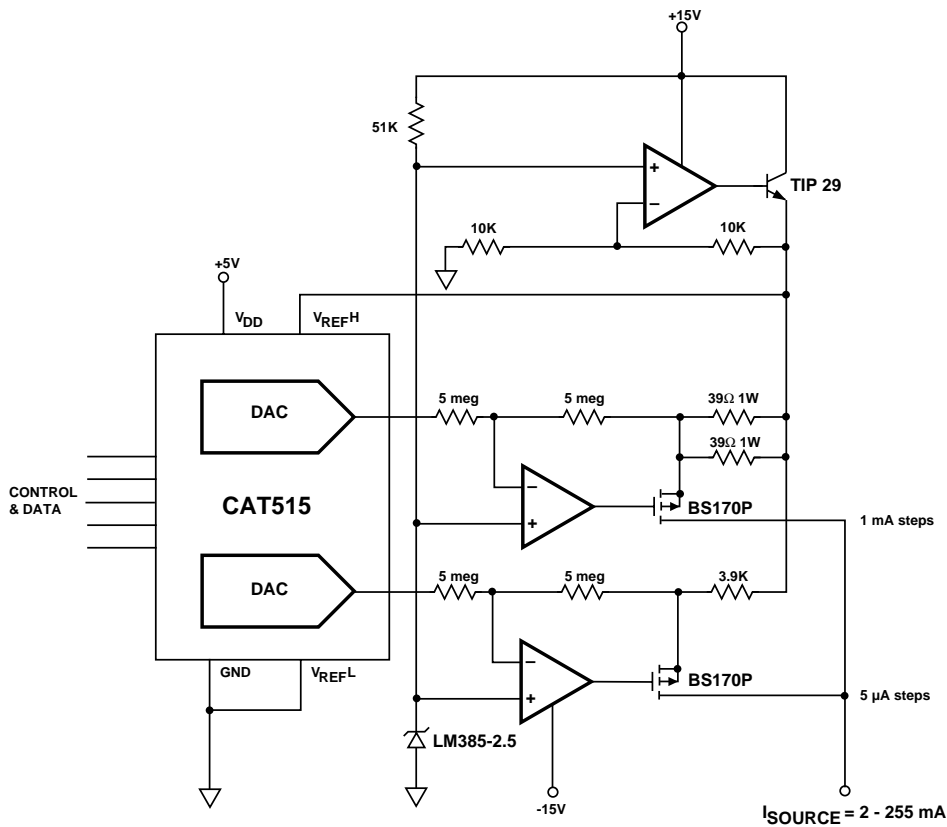 +15V
51K
+
−
TIP 29
10K
10K
+5V
VDD
VREFH
DAC
5 meg
5 meg
39Ω 1W
39Ω 1W
−
+
BS170P
CONTROL
& DATA
CAT515
1 mA steps
DAC
5 meg
5 meg
3.9K
−
+
BS170P
GND
VREFL
5 µA steps
LM385-2.5
-15V
ISOURCE = 2 - 255 mA